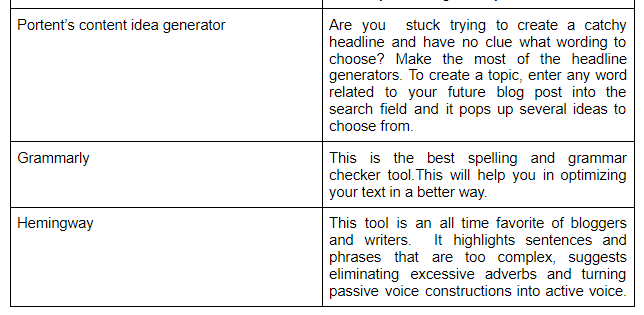 Portent's content idea generator
Are you stuck trying to create a catchy
headline and have no clue what wording to
choose? Make the most of the headline
generators. To create a topic, enter any word
related to your future blog post into the
search field and it pops up several ideas to
choose from.
Grammarly
This is the best spelling and grammar
checker tool.This will help you in optimizing
your text in a better way.
Hemingway
This tool is an all time favorite of bloggers
and writers. It highlights sentences and
phrases that are too complex, suggests
eliminating excessive adverbs and turning
passive voice constructions into active voice.